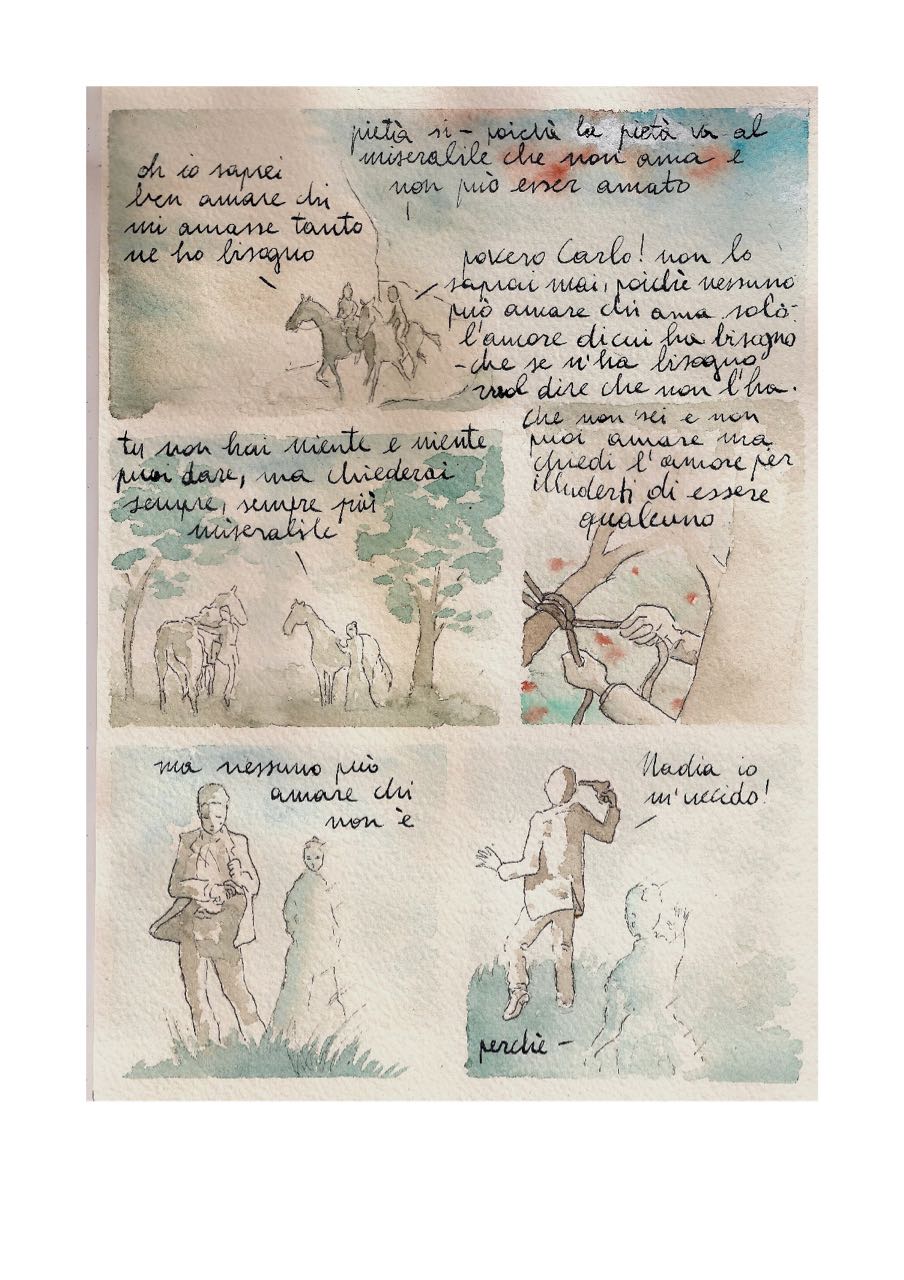 pietà sì - poichè la pietà va al
miserabile che non ama e
non può esser amato
oh io saprei
ben amare chi
mi amasse tanto
ne ho bisogno
povero Carlo! non lo
saprai mai, poichè nessuno
può amare chi ama solo
l'amore di cui ha bisogno
- che se n'ha bisogno
vuol dire che non l'ha.
tu non hai niente e niente
puoi dare, ma chiederai
sempre, sempre più
miserabile
che non sei e non
puoi amare ma
chiedi l'amore per
illuderti di essere
qualcuno
ma nessuno può
amare chi
non è
Nadia io
m'uccido!
perchè -